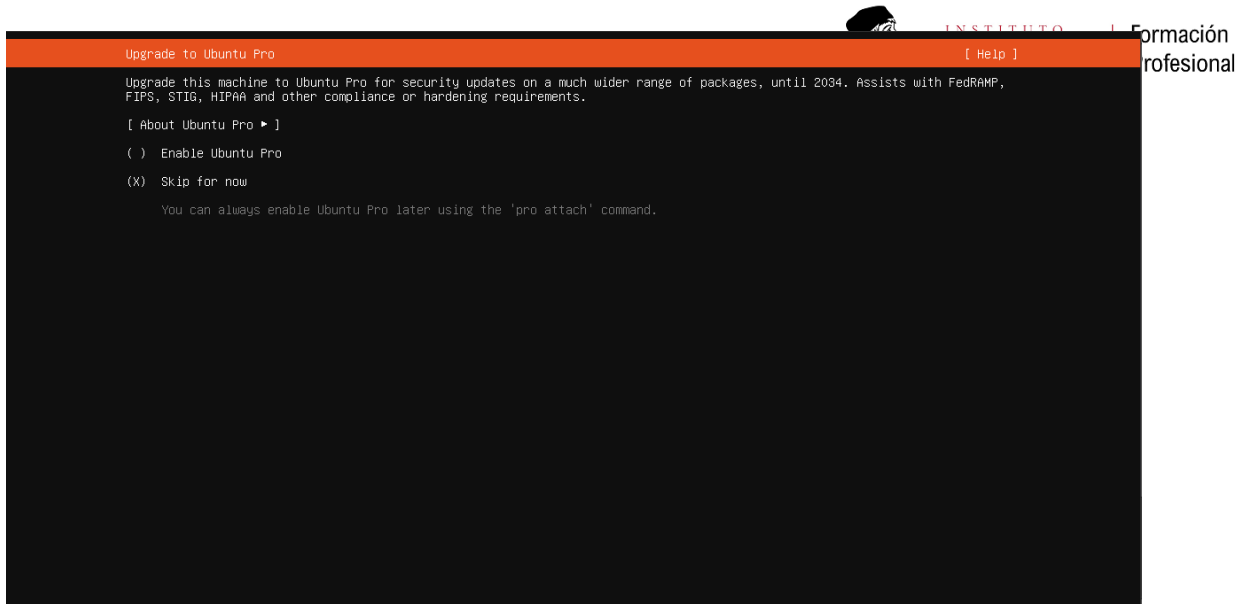 INSTITUTO
Formación
Profesional
Upgrade to Ubuntu Pro
[ Help ]
Upgrade this machine to Ubuntu Pro for security updates on a much wider range of packages, until 2034. Assists with FedRAMP,
FIPS, STIG, HIPAA and other compliance or hardening requirements.
[ About Ubuntu Pro ► ]
( ) Enable Ubuntu Pro
(X) Skip for now
You can always enable Ubuntu Pro later using the 'pro attach' command.